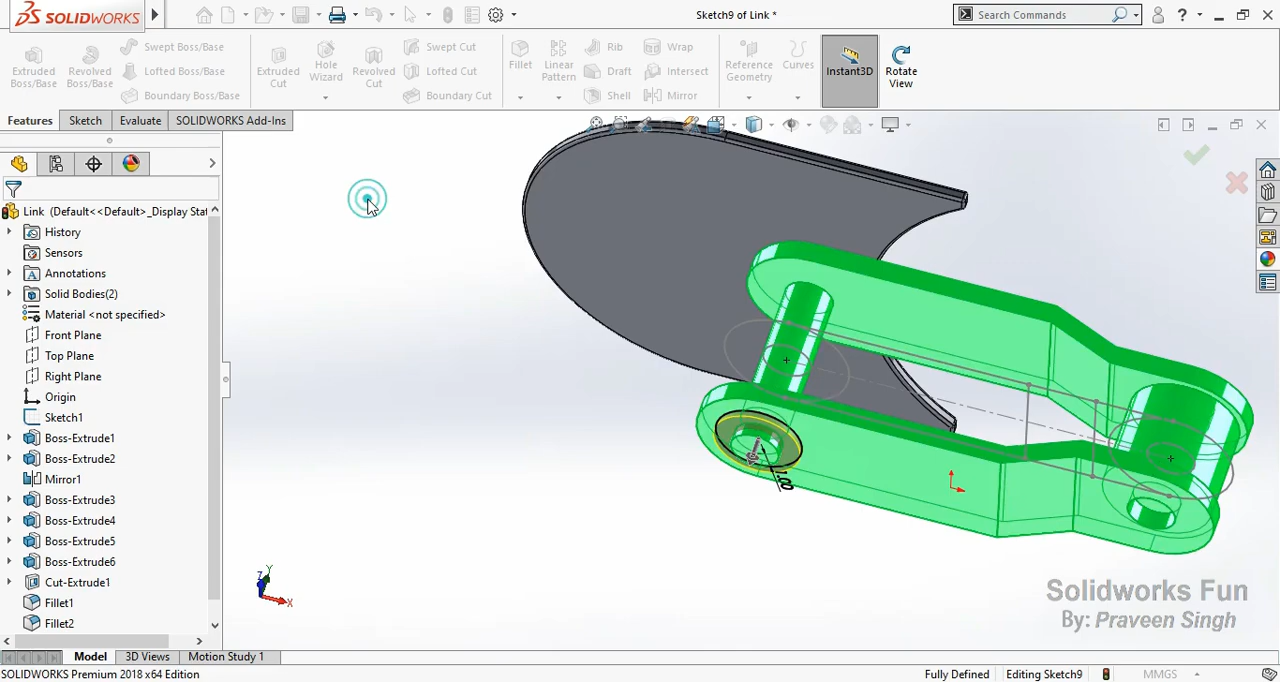 SOLIDWORKS
Sketch9 of Link *
Search Commands
Extruded Boss/Base
Revolved Boss/Base
Swept Boss/Base
Lofted Boss/Base
Boundary Boss/Base
Extruded Cut
Hole Wizard
Revolved Cut
Swept Cut
Lofted Cut
Boundary Cut
Fillet
Linear Pattern
Rib
Draft
Shell
Wrap
Intersect
Mirror
Reference Geometry
Curves
Instant3D
Rotate View
Features
Sketch
Evaluate
SOLIDWORKS Add-Ins
Link (Default<<Default>_Display Stat
History
Sensors
Annotations
Solid Bodies(2)
Material <not specified>
Front Plane
Top Plane
Right Plane
Origin
Sketch1
Boss-Extrude1
Boss-Extrude2
Mirror1
Boss-Extrude3
Boss-Extrude4
Boss-Extrude5
Boss-Extrude6
Cut-Extrude1
Fillet1
Fillet2
1.00
Z
Y
X
Solidworks Fun
By: Praveen Singh
Model
3D Views
Motion Study 1
SOLIDWORKS Premium 2018 x64 Edition
Fully Defined
Editing Sketch9
MMGS